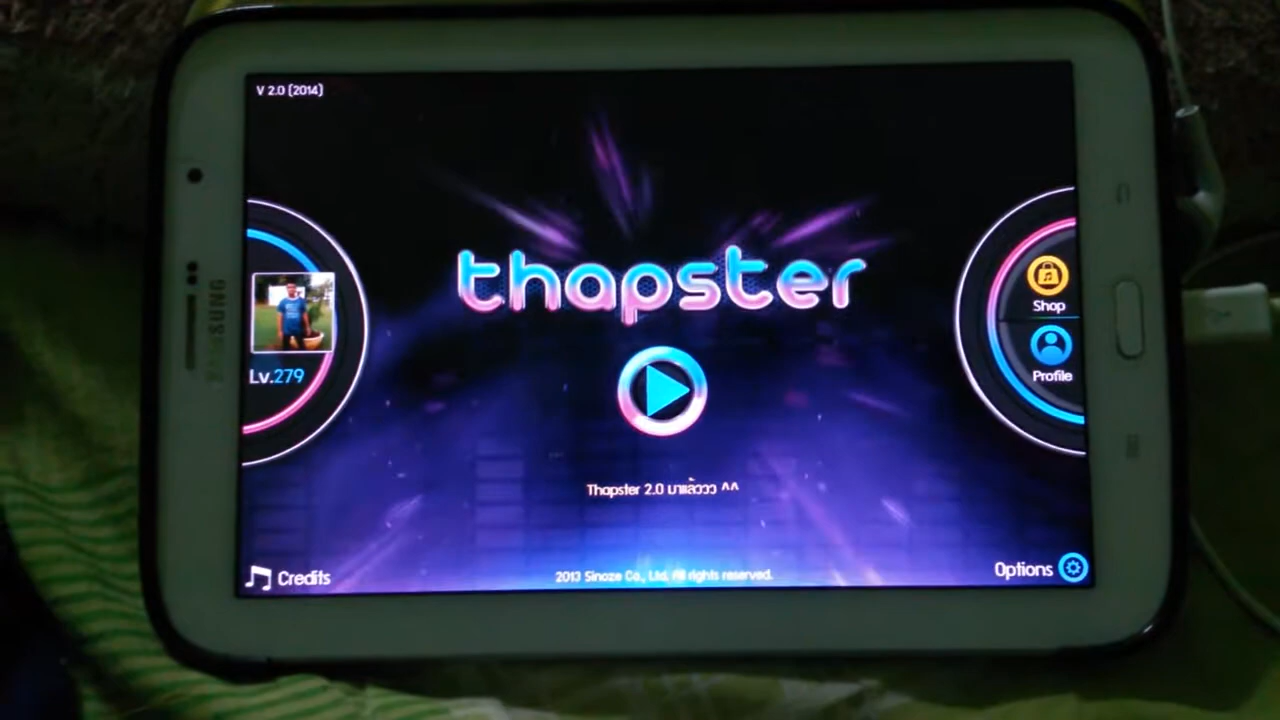 V 2.0 (2014)
SAMSUNG
thapster
Shop
Profile
Lv.279
Thapster 2.0 มาแล้ววว ^^
2013 Sinoze Co., Ltd. All rights reserved.
Credits
Options